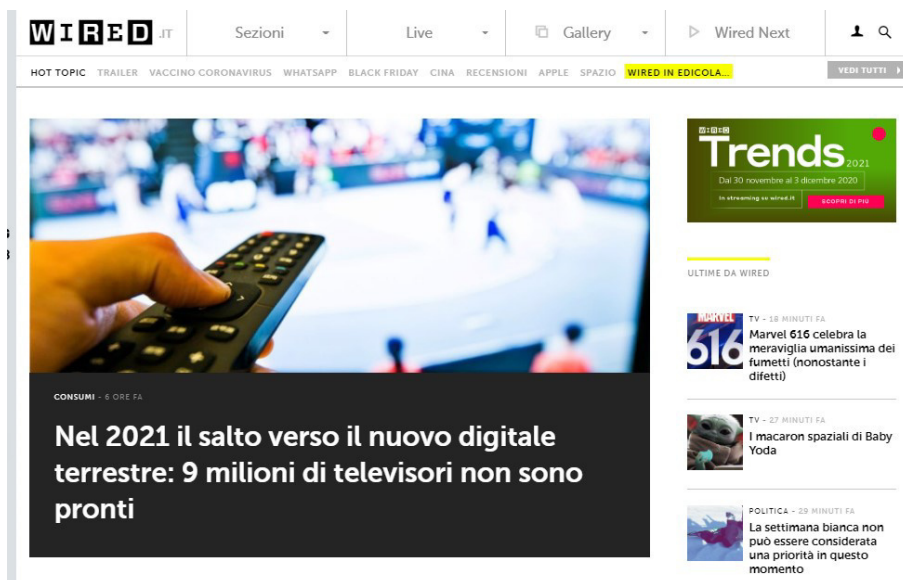 WIRED.IT Sezioni Live Gallery Wired Next
HOT TOPIC TRAILER VACCINO CORONAVIRUS WHATSAPP BLACK FRIDAY CINA RECENSIONI APPLE SPAZIO WIRED IN EDICOLA... VEDI TUTTI
WIRED
Trends 2021
Dal 30 novembre al 3 dicembre 2020
in streaming su wired.it SCOPRI DI PIÙ
CONSUMI - 6 ORE FA
Nel 2021 il salto verso il nuovo digitale
terrestre: 9 milioni di televisori non sono
pronti
ULTIME DA WIRED
MARVEL
616
TV - 16 MINUTI FA
Marvel 616 celebra la
meraviglia umanissima dei
fumetti (nonostante i
difetti)
TV - 27 MINUTI FA
I macaron spaziali di Baby
Yoda
POLITICA - 29 MINUTI FA
La settimana bianca non
può essere considerata
una priorità in questo
momento